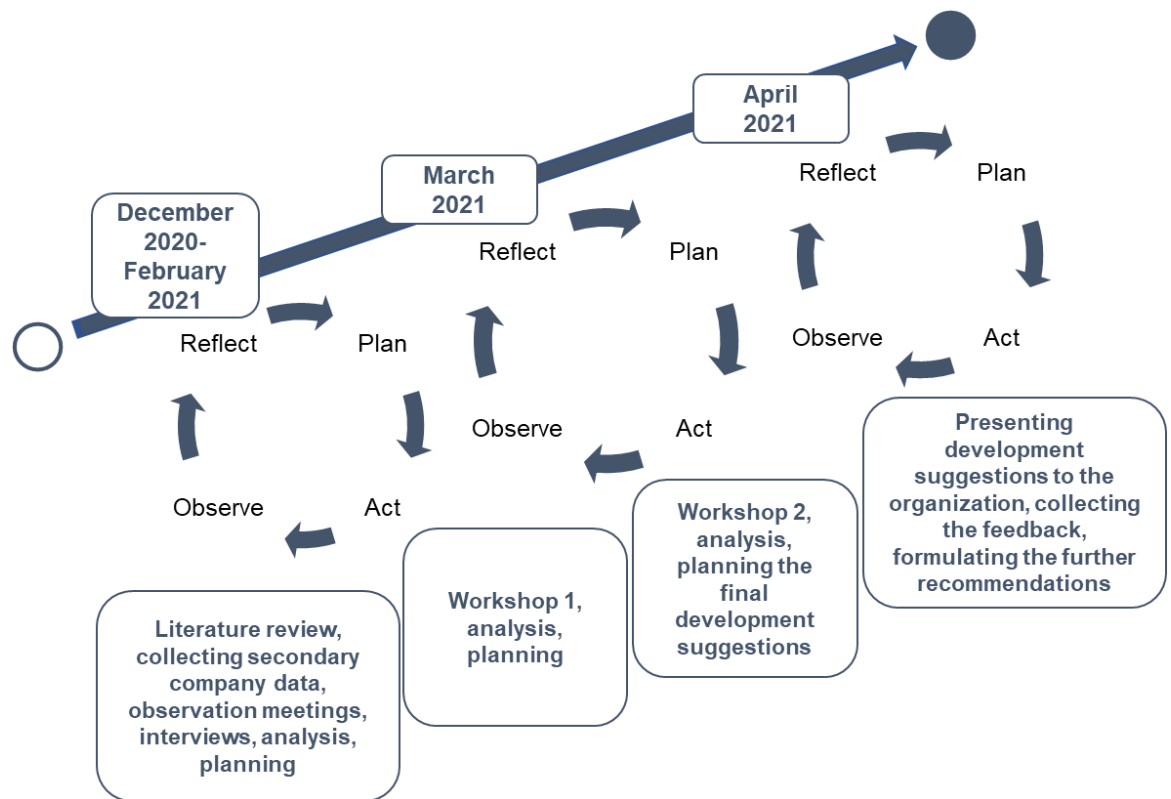 December
2020-
February
2021
Reflect
Plan
Act
Observe
Literature review,
collecting secondary
company data,
observation meetings,
interviews, analysis,
planning
March
2021
Reflect
Plan
Act
Observe
Workshop 1,
analysis,
planning
Workshop 2,
analysis,
planning the
final
development
suggestions
April
2021
Reflect
Plan
Act
Observe
Presenting
development
suggestions to the
organization, collecting
the feedback,
formulating the further
recommendations